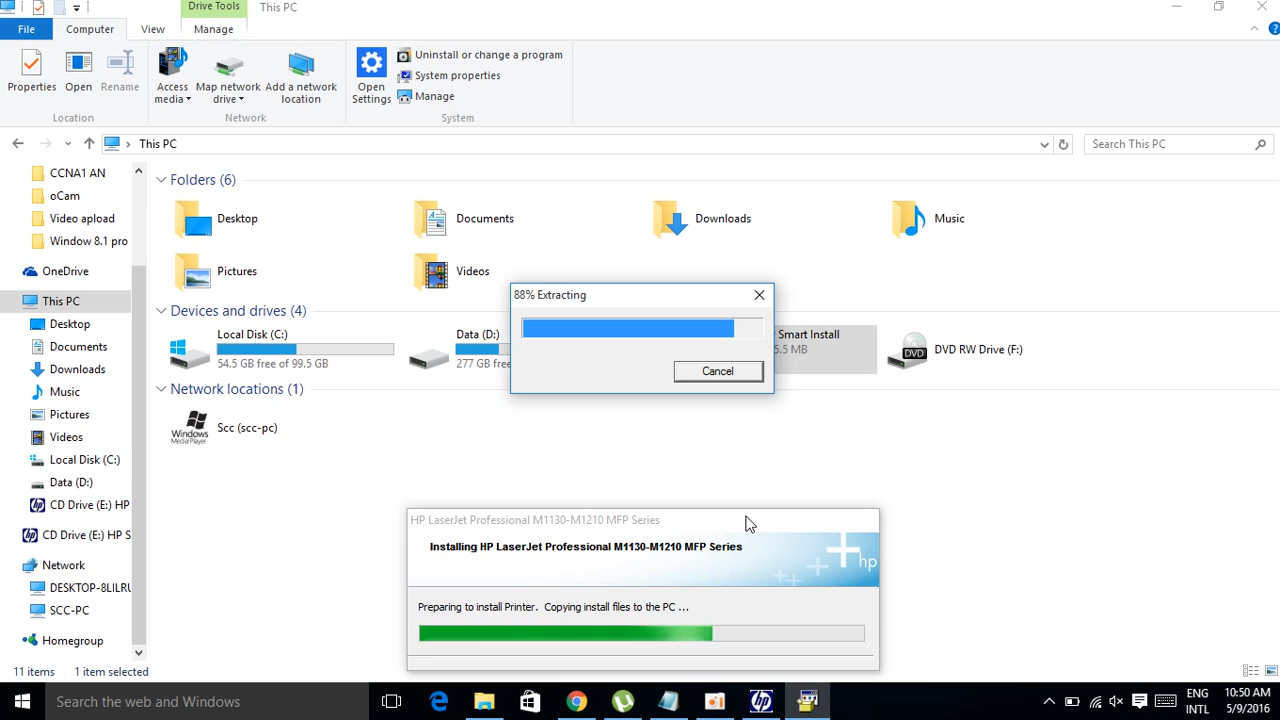 Drive Tools
This PC
File
Computer
View
Manage
Properties
Open
Rename
Access media
Map network drive
Add a network location
Open Settings
Uninstall or change a program
System properties
Manage
Location
Network
System
This PC
Search This PC
CCNA1 AN
oCam
Video apload
Window 8.1 pro
OneDrive
This PC
Desktop
Documents
Downloads
Music
Pictures
Videos
Local Disk (C:)
Data (D:)
CD Drive (E:) HP
CD Drive (E:) HP S
Network
DESKTOP-8LILRU
SCC-PC
Homegroup
Folders (6)
Desktop
Documents
Downloads
Music
Pictures
Videos
Devices and drives (4)
Local Disk (C:)
54.5 GB free of 99.5 GB
Data (D:)
277 GB free
Smart Install
.5 MB
DVD RW Drive (F:)
DVD
Network locations (1)
Scc (scc-pc)
Windows
Media Player
88% Extracting
Cancel
HP LaserJet Professional M1130-M1210 MFP Series
Installing HP LaserJet Professional M1130-M1210 MFP Series
hp
Preparing to install Printer. Copying install files to the PC ...
11 items
1 item selected
Search the web and Windows
ENG
INTL
10:50 AM
5/9/2016